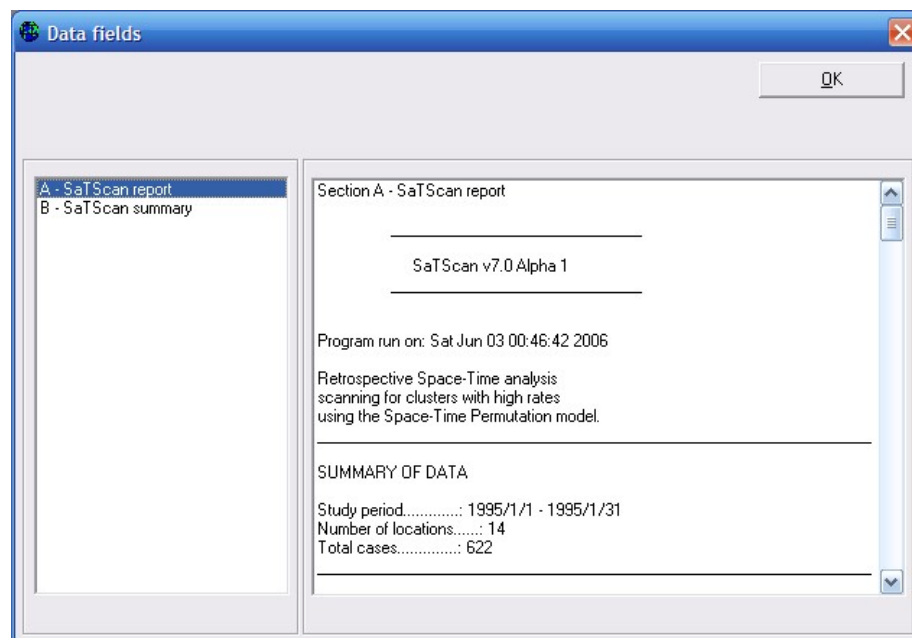 Data fields
OK
A - SaTScan report
B - SaTScan summary
Section A - SaTScan report
SaTScan v7.0 Alpha 1
Program run on: Sat Jun 03 00:46:42 2006
Retrospective Space-Time analysis
scanning for clusters with high rates
using the Space-Time Permutation model.
SUMMARY OF DATA
Study period............: 1995/1/1 - 1995/1/31
Number of locations......: 14
Total cases.............: 622